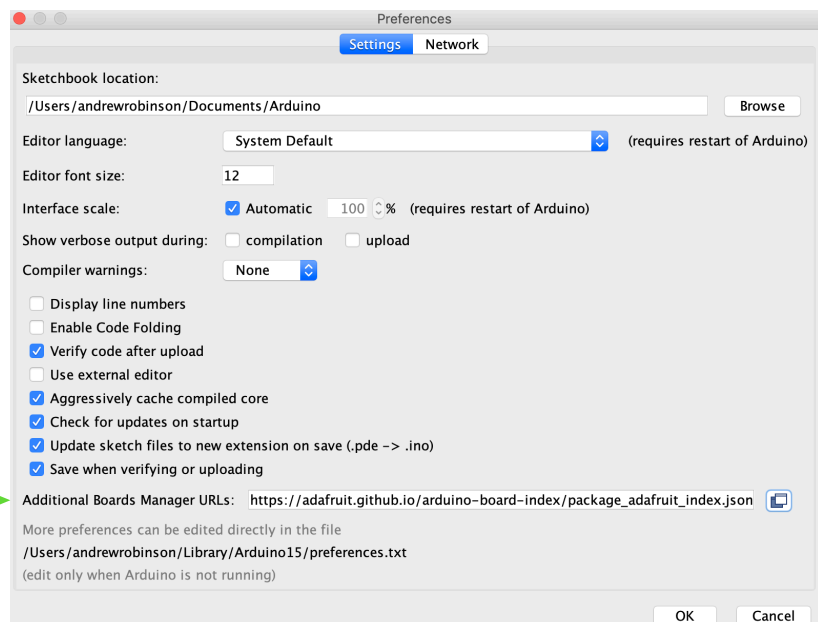 Preferences
Settings Network
Sketchbook location:
/Users/andrewrobinson/Documents/Arduino Browse
Editor language: System Default (requires restart of Arduino)
Editor font size: 12
Interface scale: Automatic 100 % (requires restart of Arduino)
Show verbose output during: compilation upload
Compiler warnings: None
Display line numbers
Enable Code Folding
Verify code after upload
Use external editor
Aggressively cache compiled core
Check for updates on startup
Update sketch files to new extension on save (.pde -> .ino)
Save when verifying or uploading
Additional Boards Manager URLs: https://adafruit.github.io/arduino-board-index/package_adafruit_index.json
More preferences can be edited directly in the file
/Users/andrewrobinson/Library/Arduino15/preferences.txt
(edit only when Arduino is not running)
OK Cancel